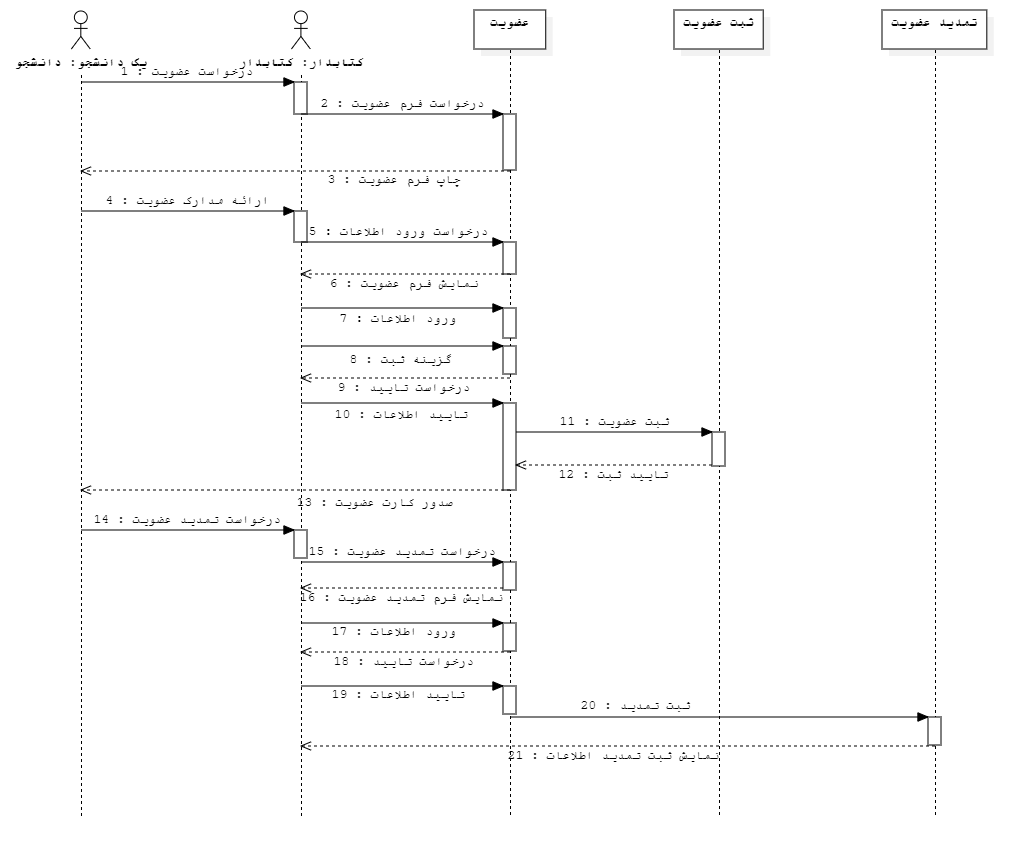 یک دانشجو: دانشجو
کتابدار: کتابدار
عضویت
ثبت عضویت
تمدید عضویت
1 : درخواست عضویت
2 : درخواست فرم عضویت
3 : چاپ فرم عضویت
4 : ارائه مدارک عضویت
5 : درخواست ورود اطلاعات
6 : نمایش فرم عضویت
7 : ورود اطلاعات
8 : گزینه ثبت
9 : درخواست تایید
10 : تایید اطلاعات
11 : ثبت عضویت
12 : تایید ثبت
13 : صدور کارت عضویت
14 : درخواست تمدید عضویت
15 : درخواست تمدید عضویت
16 : نمایش فرم تمدید عضویت
17 : ورود اطلاعات
18 : درخواست تایید
19 : تایید اطلاعات
20 : ثبت تمدید
21 : نمایش ثبت تمدید اطلاعات